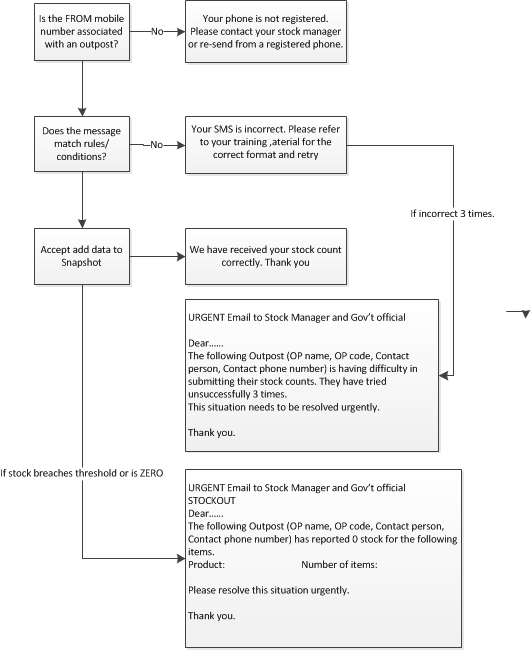 Is the FROM mobile
number associated
with an outpost?
No
Your phone is not registered.
Please contact your stock manager
or re-send from a registered phone.
Does the message
match rules/
conditions?
No
Your SMS is incorrect. Please refer
to your training ,aterial for the
correct format and retry
If incorrect 3 times.
Accept add data to
Snapshot
We have received your stock count
correctly. Thank you
URGENT Email to Stock Manager and Gov't official
Dear......
The following Outpost (OP name, OP code, Contact
person, Contact phone number) is having difficulty in
submitting their stock counts. They have tried
unsuccessfully 3 times.
This situation needs to be resolved urgently.
Thank you.
If stock breaches threshold or is ZERO
URGENT Email to Stock Manager and Gov't official
STOCKOUT
Dear......
The following Outpost (OP name, OP code, Contact person,
Contact phone number) has reported 0 stock for the following
items.
Product: Number of items:
Please resolve this situation urgently.
Thank you.